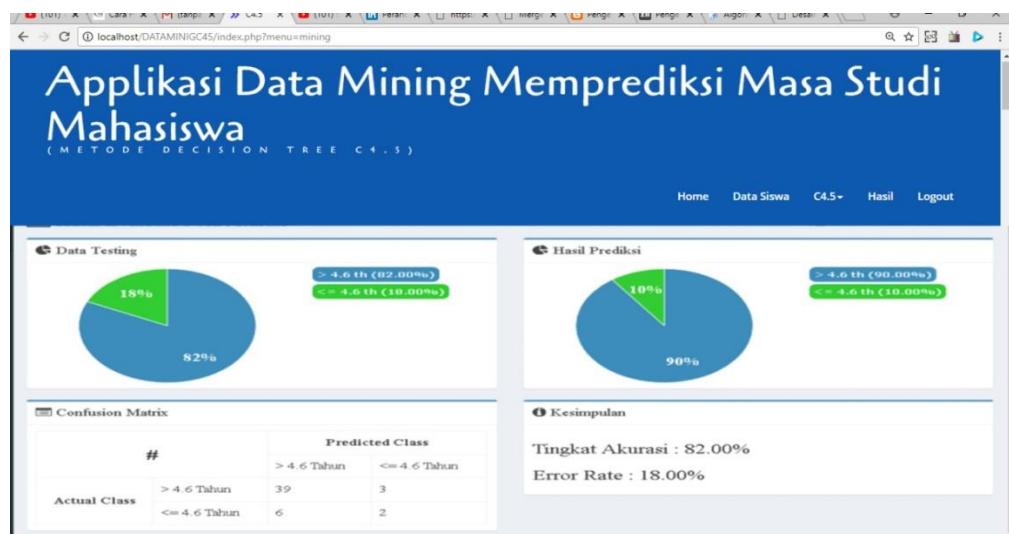 localhost/DATAMINIGC45/index.php?menu=mining
Applikasi Data Mining Memprediksi Masa Studi
Mahasiswa
(METODE DECISION TREE C4.5)
Home Data Siswa C4.5 Hasil Logout
Data Testing
18%
82%
> 4.6 th (82.00%)
<= 4.6 th (18.00%)
Hasil Prediksi
10%
90%
> 4.6 th (90.00%)
<= 4.6 th (10.00%)
Confusion Matrix
# Predicted Class
> 4.6 Tahun <= 4.6 Tahun
Actual Class > 4.6 Tahun 39 3
<= 4.6 Tahun 6 2
Kesimpulan
Tingkat Akurasi : 82.00%
Error Rate : 18.00%